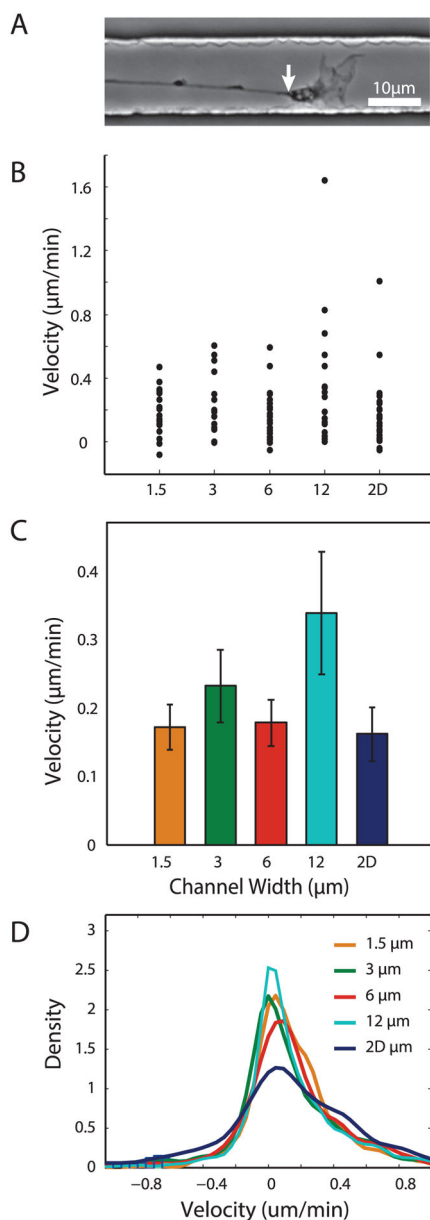 A
10µm
B
Velocity (µm/min)
1.6
1.2
0.8
0.4
0
1.5 3 6 12 2D
C
Velocity (µm/min)
0.4
0.3
0.2
0.1
0
1.5 3 6 12 2D
Channel Width (µm)
D
Density
3
2.5
2
1.5
1
0.5
0
1.5 µm
3 µm
6 µm
12 µm
2D µm
−0.8 −0.4 0 0.4 0.8
Velocity (um/min)